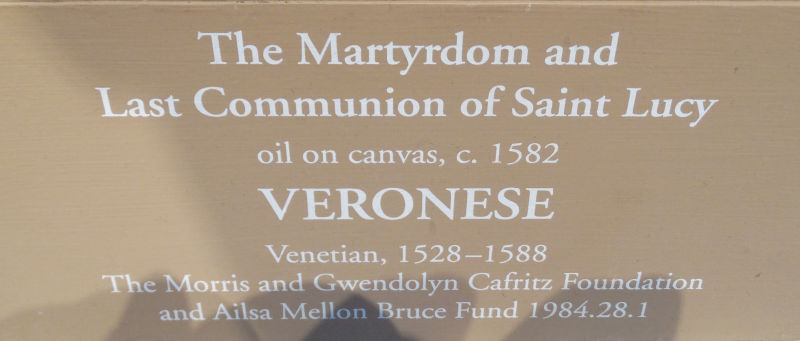 The Martyrdom and
Last Communion of Saint Lucy
oil on canvas, c. 1582
VERONESE
Venetian, 1528–1588
The Morris and Gwendolyn Cafritz Foundation
and Ailsa Mellon Bruce Fund 1984.28.1